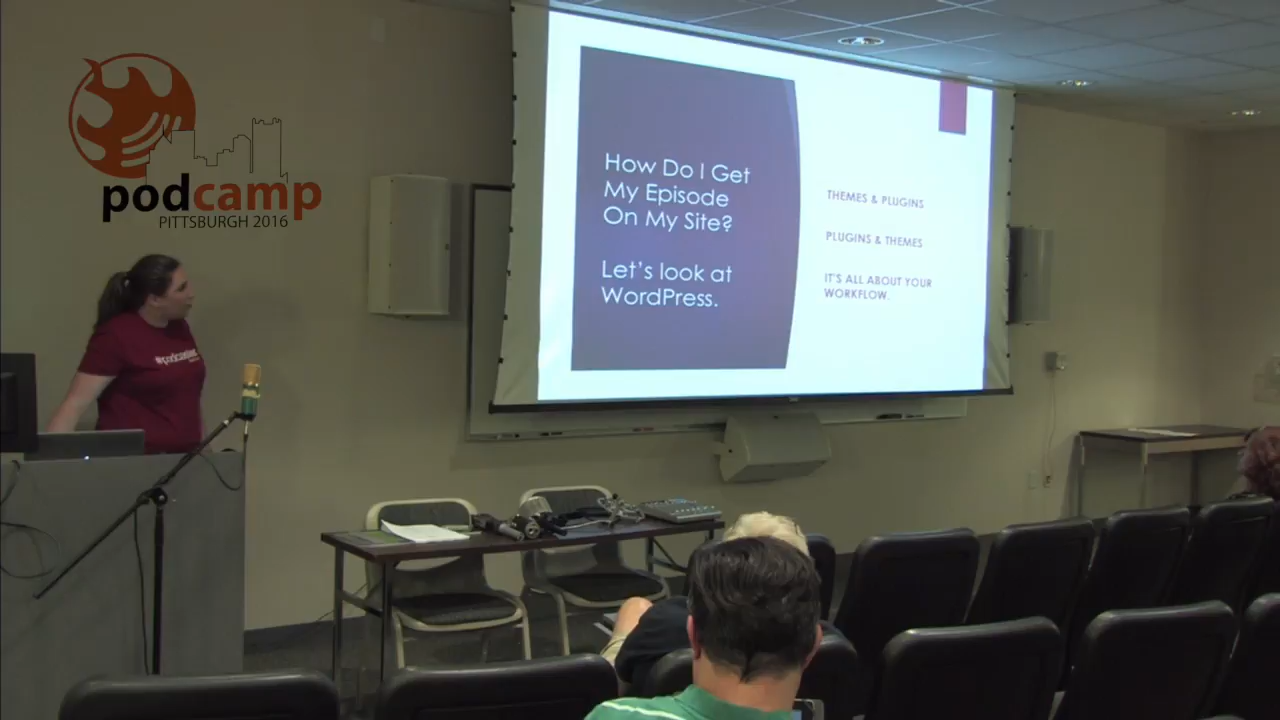 podcamp
PITTSBURGH 2016
How Do I Get
My Episode
On My Site?
Let's look at
WordPress.
THEMES & PLUGINS
PLUGINS & THEMES
IT'S ALL ABOUT YOUR
WORKFLOW.
#podcaster